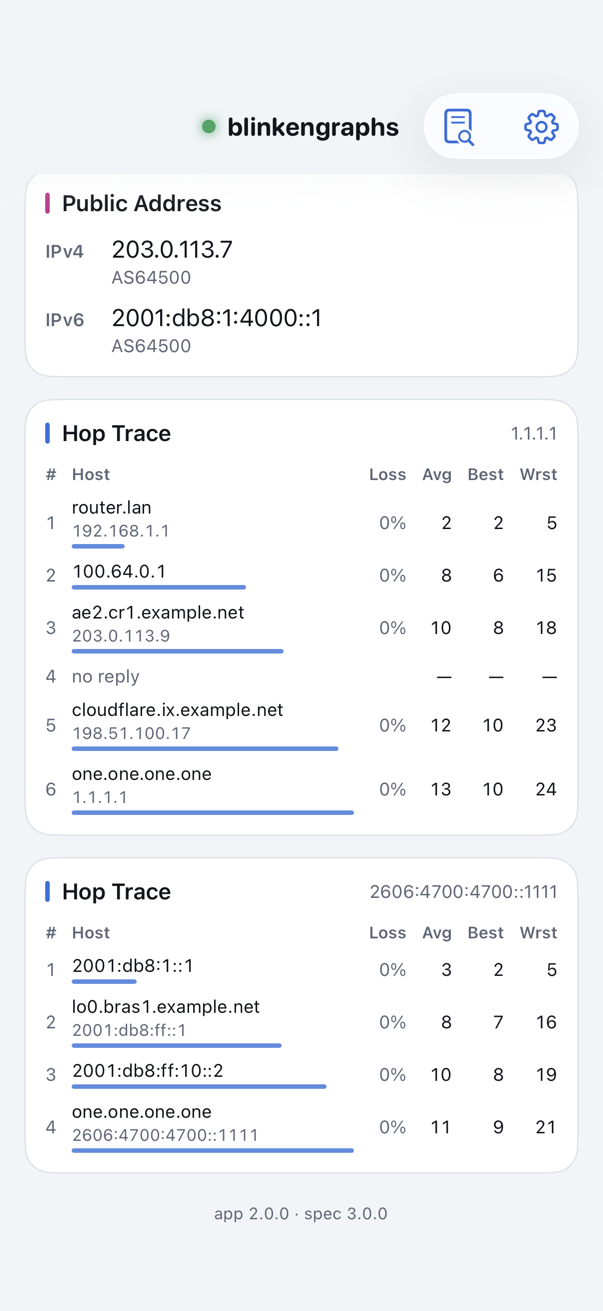 blinkengraphs
Public Address
IPv4 203.0.113.7
AS64500
IPv6 2001:db8:1:4000::1
AS64500
Hop Trace 1.1.1.1
# Host Loss Avg Best Wrst
1 router.lan 0% 2 2 5
192.168.1.1
2 100.64.0.1 0% 8 6 15
3 ae2.cr1.example.net 0% 10 8 18
203.0.113.9
4 no reply — — —
5 cloudflare.ix.example.net 0% 12 10 23
198.51.100.17
6 one.one.one.one 0% 13 10 24
1.1.1.1
Hop Trace 2606:4700:4700::1111
# Host Loss Avg Best Wrst
1 2001:db8:1::1 0% 3 2 5
2 lo0.bras1.example.net 0% 8 7 16
2001:db8:ff::1
3 2001:db8:ff:10::2 0% 10 8 19
4 one.one.one.one 0% 11 9 21
2606:4700:4700::1111
app 2.0.0 · spec 3.0.0